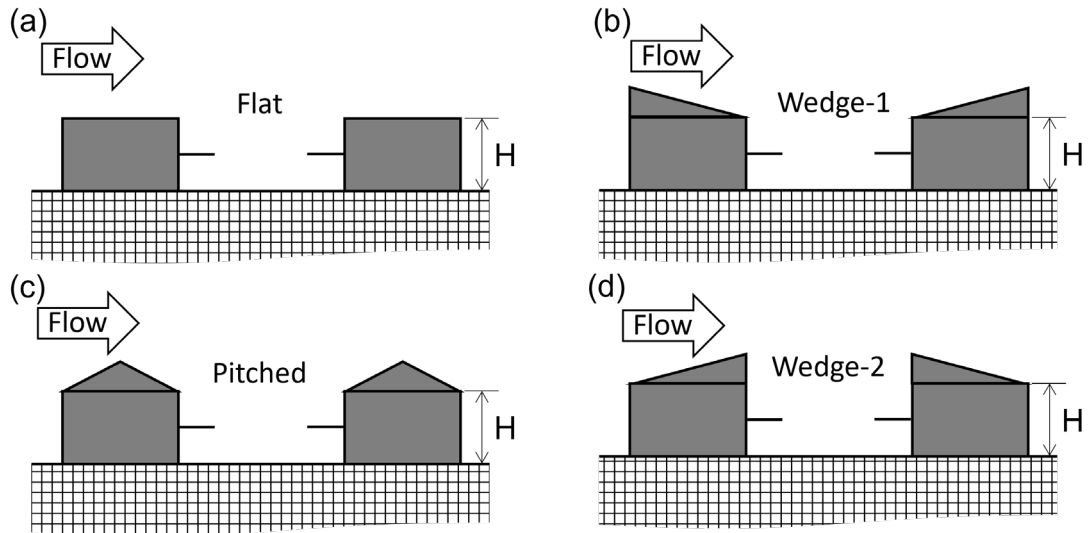 (a)
Flow
Flat
H
(b)
Flow
Wedge-1
H
(c)
Flow
Pitched
H
(d)
Flow
Wedge-2
H